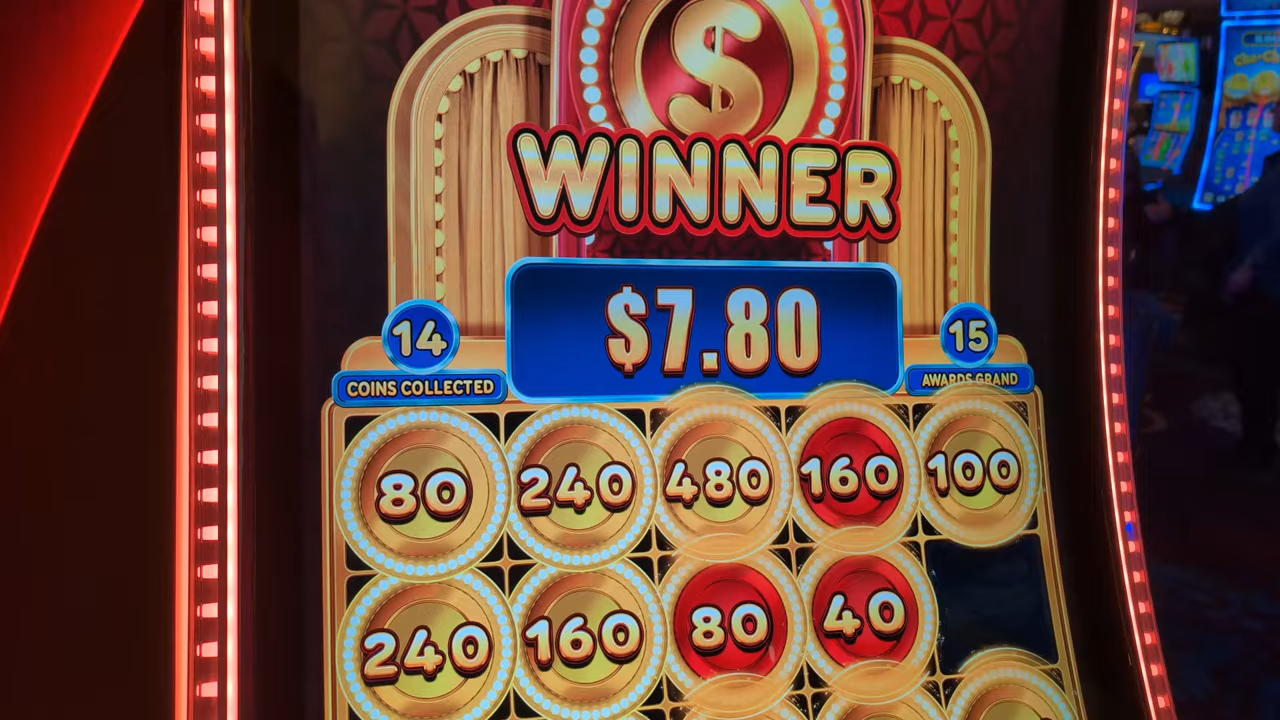 $
WINNER
$7.80
14
COINS COLLECTED
15
AWARDS GRAND
80 240 480 160 100
240 160 80 40